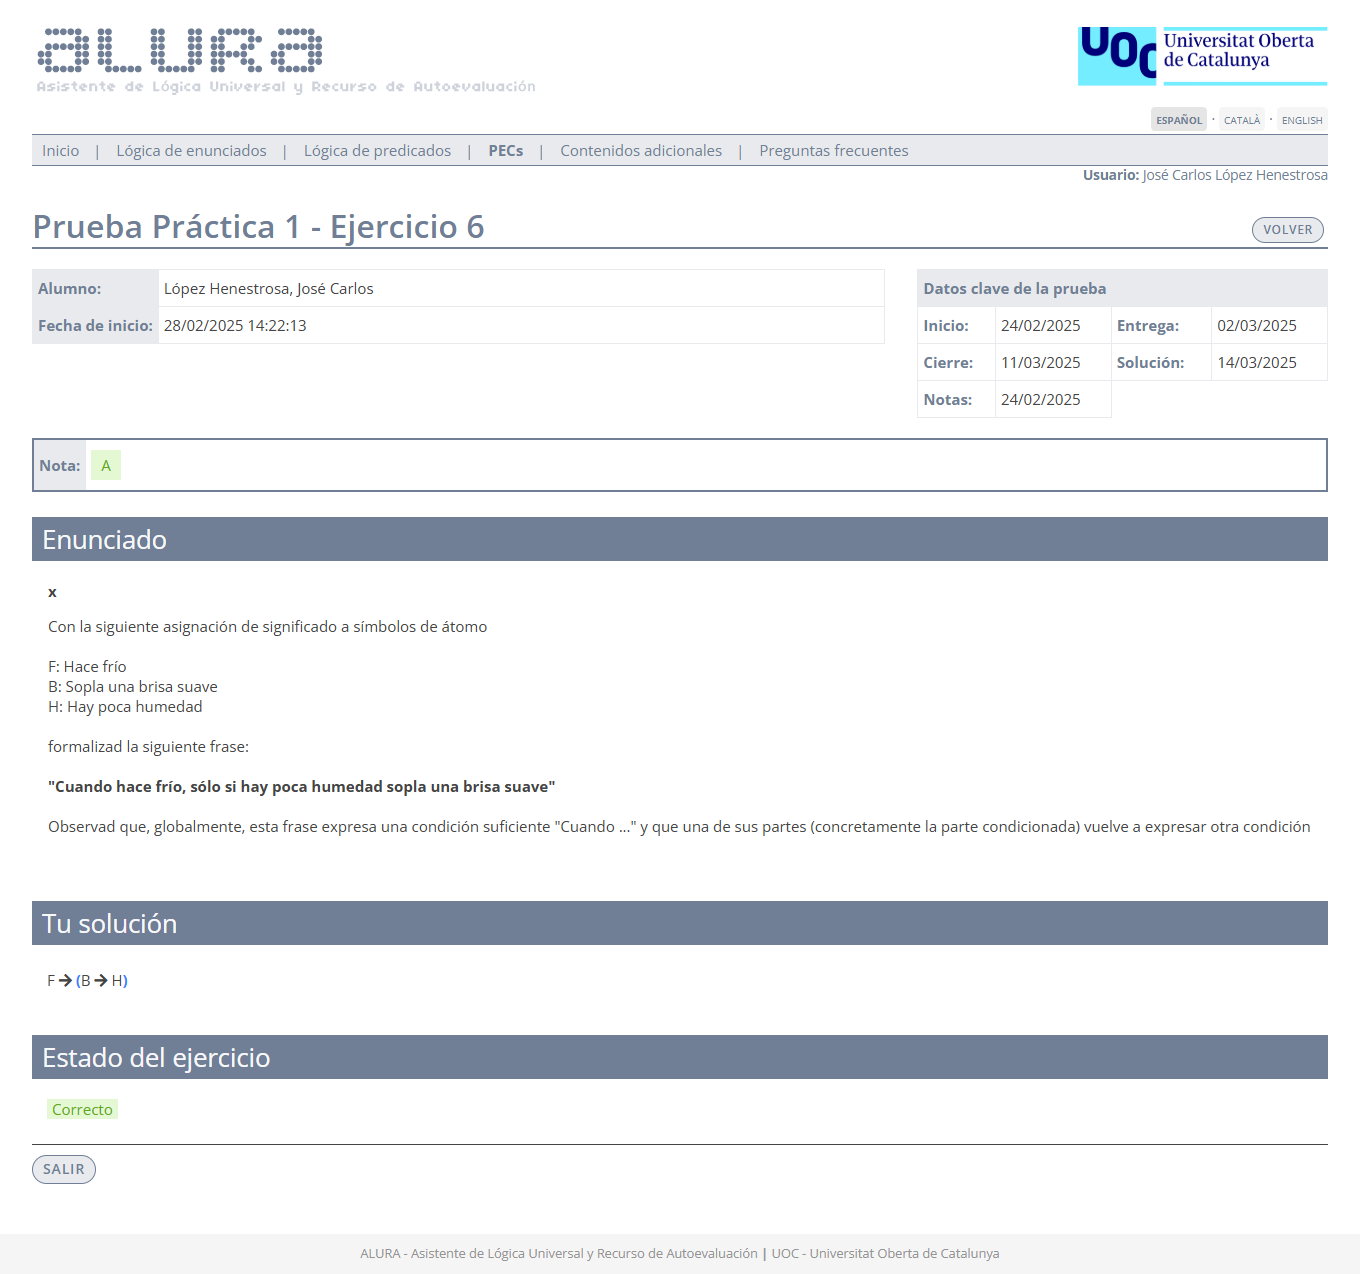 aLURa
Asistente de Lógica Universal y Recurso de Autoevaluación
UOC Universitat Oberta
de Catalunya
ESPAÑOL · CATALÀ · ENGLISH
Inicio | Lógica de enunciados | Lógica de predicados | PECs | Contenidos adicionales | Preguntas frecuentes
Usuario: José Carlos López Henestrosa
Prueba Práctica 1 - Ejercicio 6
VOLVER
Alumno: López Henestrosa, José Carlos
Fecha de inicio: 28/02/2025 14:22:13
Datos clave de la prueba
Inicio: 24/02/2025 Entrega: 02/03/2025
Cierre: 11/03/2025 Solución: 14/03/2025
Notas: 24/02/2025
Nota: A
Enunciado
x
Con la siguiente asignación de significado a símbolos de átomo
F: Hace frío
B: Sopla una brisa suave
H: Hay poca humedad
formalizad la siguiente frase:
"Cuando hace frío, sólo si hay poca humedad sopla una brisa suave"
Observad que, globalmente, esta frase expresa una condición suficiente "Cuando ..." y que una de sus partes (concretamente la parte condicionada) vuelve a expresar otra condición
Tu solución
F → (B → H)
Estado del ejercicio
Correcto
SALIR
ALURA - Asistente de Lógica Universal y Recurso de Autoevaluación | UOC - Universitat Oberta de Catalunya